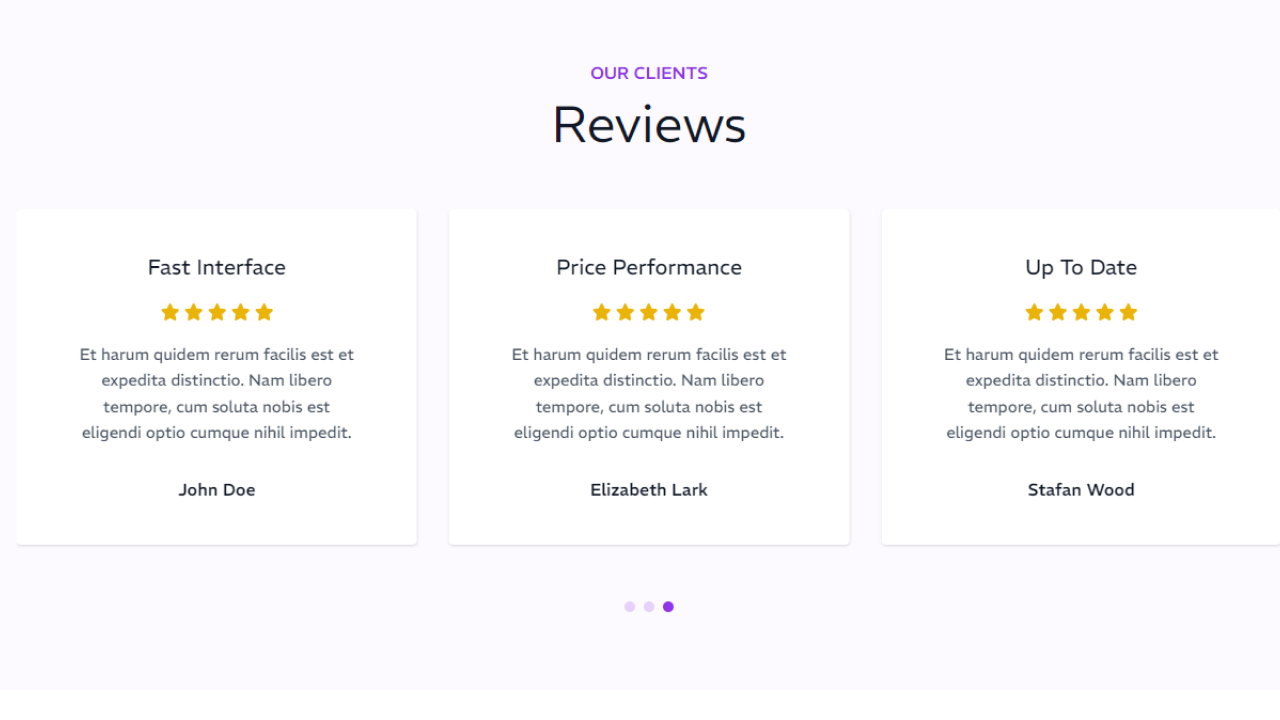 OUR CLIENTS
Reviews
Fast Interface
Et harum quidem rerum facilis est et
expedita distinctio. Nam libero
tempore, cum soluta nobis est
eligendi optio cumque nihil impedit.
John Doe
Price Performance
Et harum quidem rerum facilis est et
expedita distinctio. Nam libero
tempore, cum soluta nobis est
eligendi optio cumque nihil impedit.
Elizabeth Lark
Up To Date
Et harum quidem rerum facilis est et
expedita distinctio. Nam libero
tempore, cum soluta nobis est
eligendi optio cumque nihil impedit.
Stafan Wood